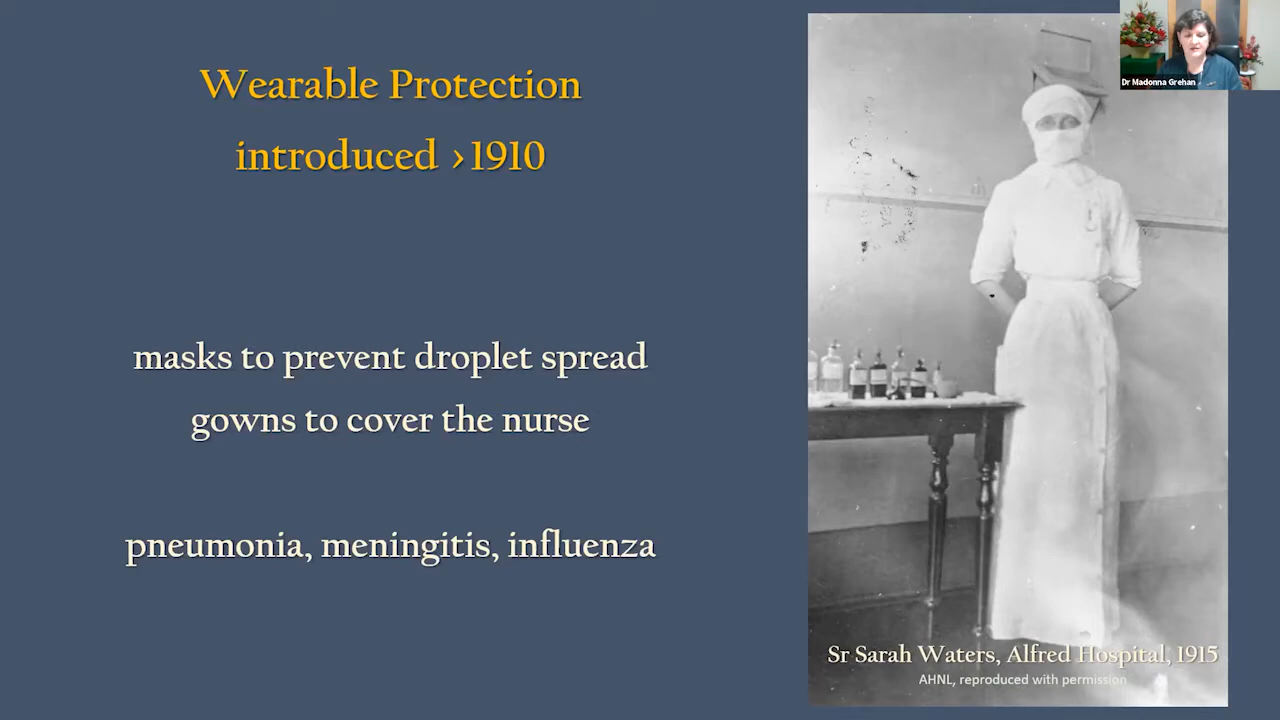 Wearable Protection
introduced > 1910
masks to prevent droplet spread
gowns to cover the nurse
pneumonia, meningitis, influenza
Sr Sarah Waters, Alfred Hospital, 1915
AHNL, reproduced with permission
Dr Madonna Grehan